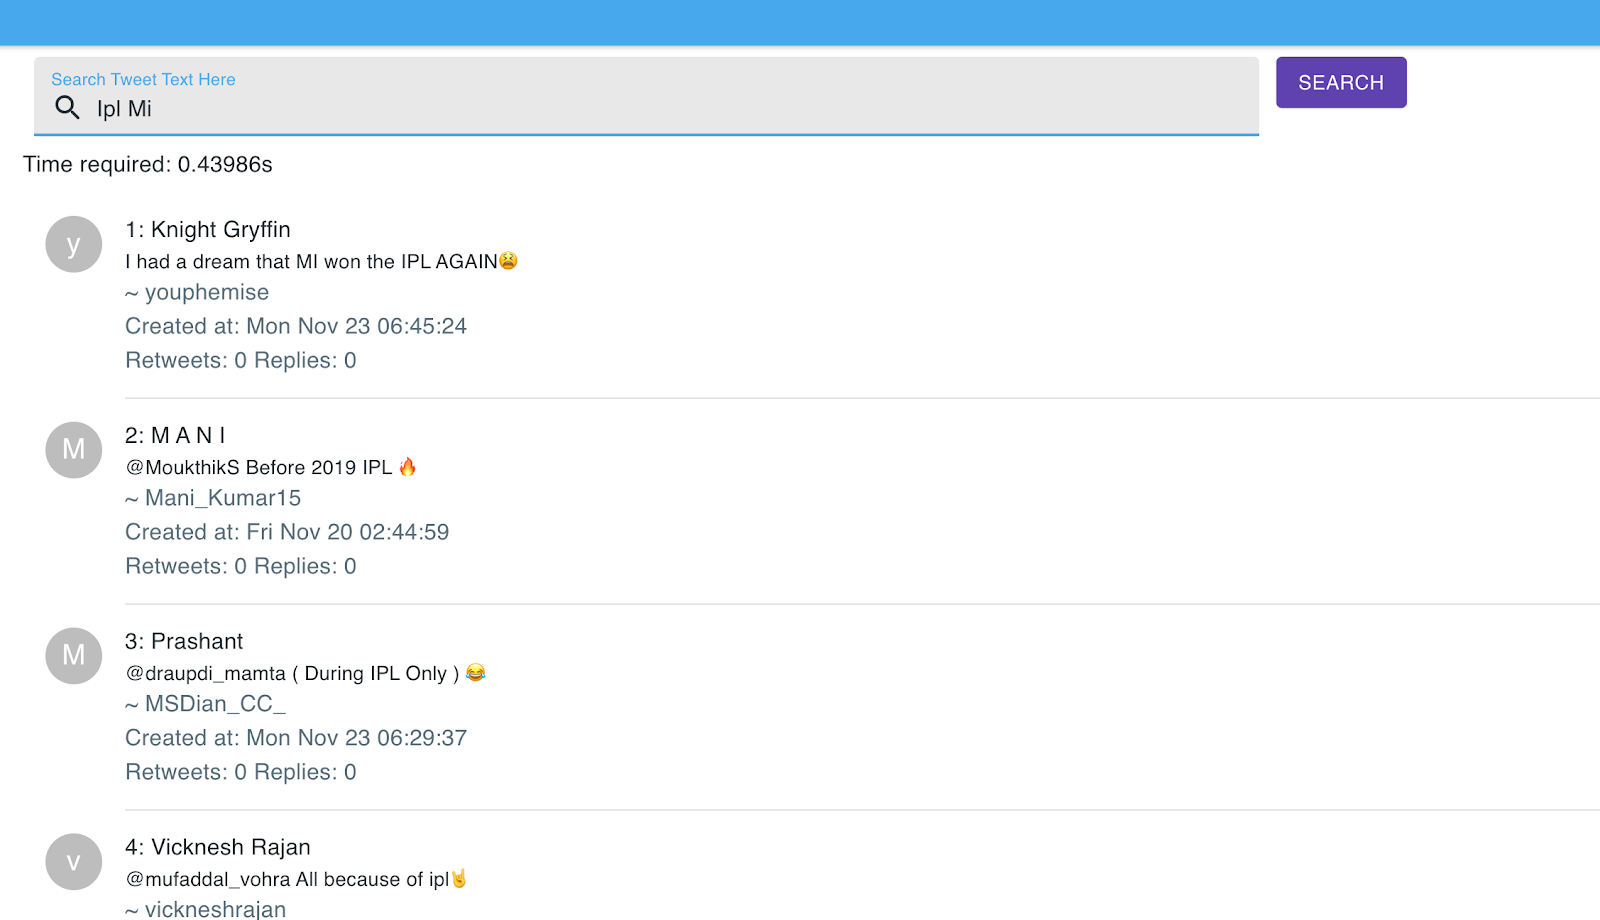 Search Tweet Text Here
Ipl Mi
SEARCH
Time required: 0.43986s
y
1: Knight Gryffin
I had a dream that MI won the IPL AGAIN😫
~ youphemise
Created at: Mon Nov 23 06:45:24
Retweets: 0 Replies: 0
M
2: M A N I
@MoukthikS Before 2019 IPL 🔥
~ Mani_Kumar15
Created at: Fri Nov 20 02:44:59
Retweets: 0 Replies: 0
M
3: Prashant
@draupdi_mamta ( During IPL Only ) 😂
~ MSDian_CC_
Created at: Mon Nov 23 06:29:37
Retweets: 0 Replies: 0
v
4: Vicknesh Rajan
@mufaddal_vohra All because of ipl🤘
~ vickneshrajan